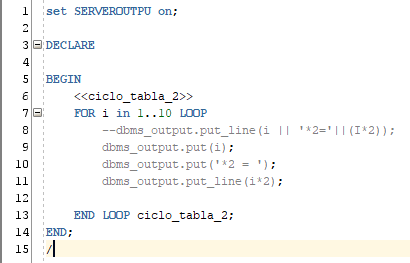 1 set SERVEROUTPU on;
2
3 DECLARE
4
5 BEGIN
6 <<ciclo_tabla_2>>
7 FOR i in 1..10 LOOP
8 --dbms_output.put_line(i || '*2='||(I*2));
9 dbms_output.put(i);
10 dbms_output.put('*2 = ');
11 dbms_output.put_line(i*2);
12
13 END LOOP ciclo_tabla_2;
14 END;
15 /